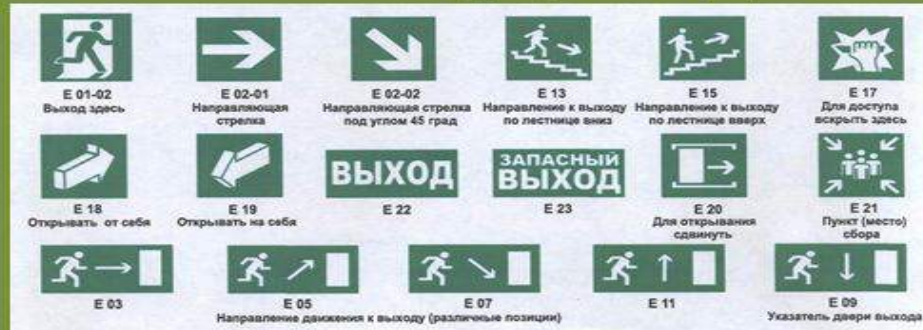 E 01-02 E 02-01 E 02-02 E 13 E 15 E 17
Выход здесь Направляющая Направляющая стрелка Направление к выходу Направление к выходу Для доступа
стрелка под углом 45 град по лестнице вниз по лестнице вверх вскрыть здесь
ВЫХОД ЗАПАСНЫЙ
ВЫХОД
E 18 E 19 E 22 E 23 E 20 E 21
Открывать от себя Открывать на себя Для открывания Пункт (место)
сдвинуть сбора
E 03 E 05 E 07 E 11 E 09
Направление движения к выходу (различные позиции) Указатель двери выхода